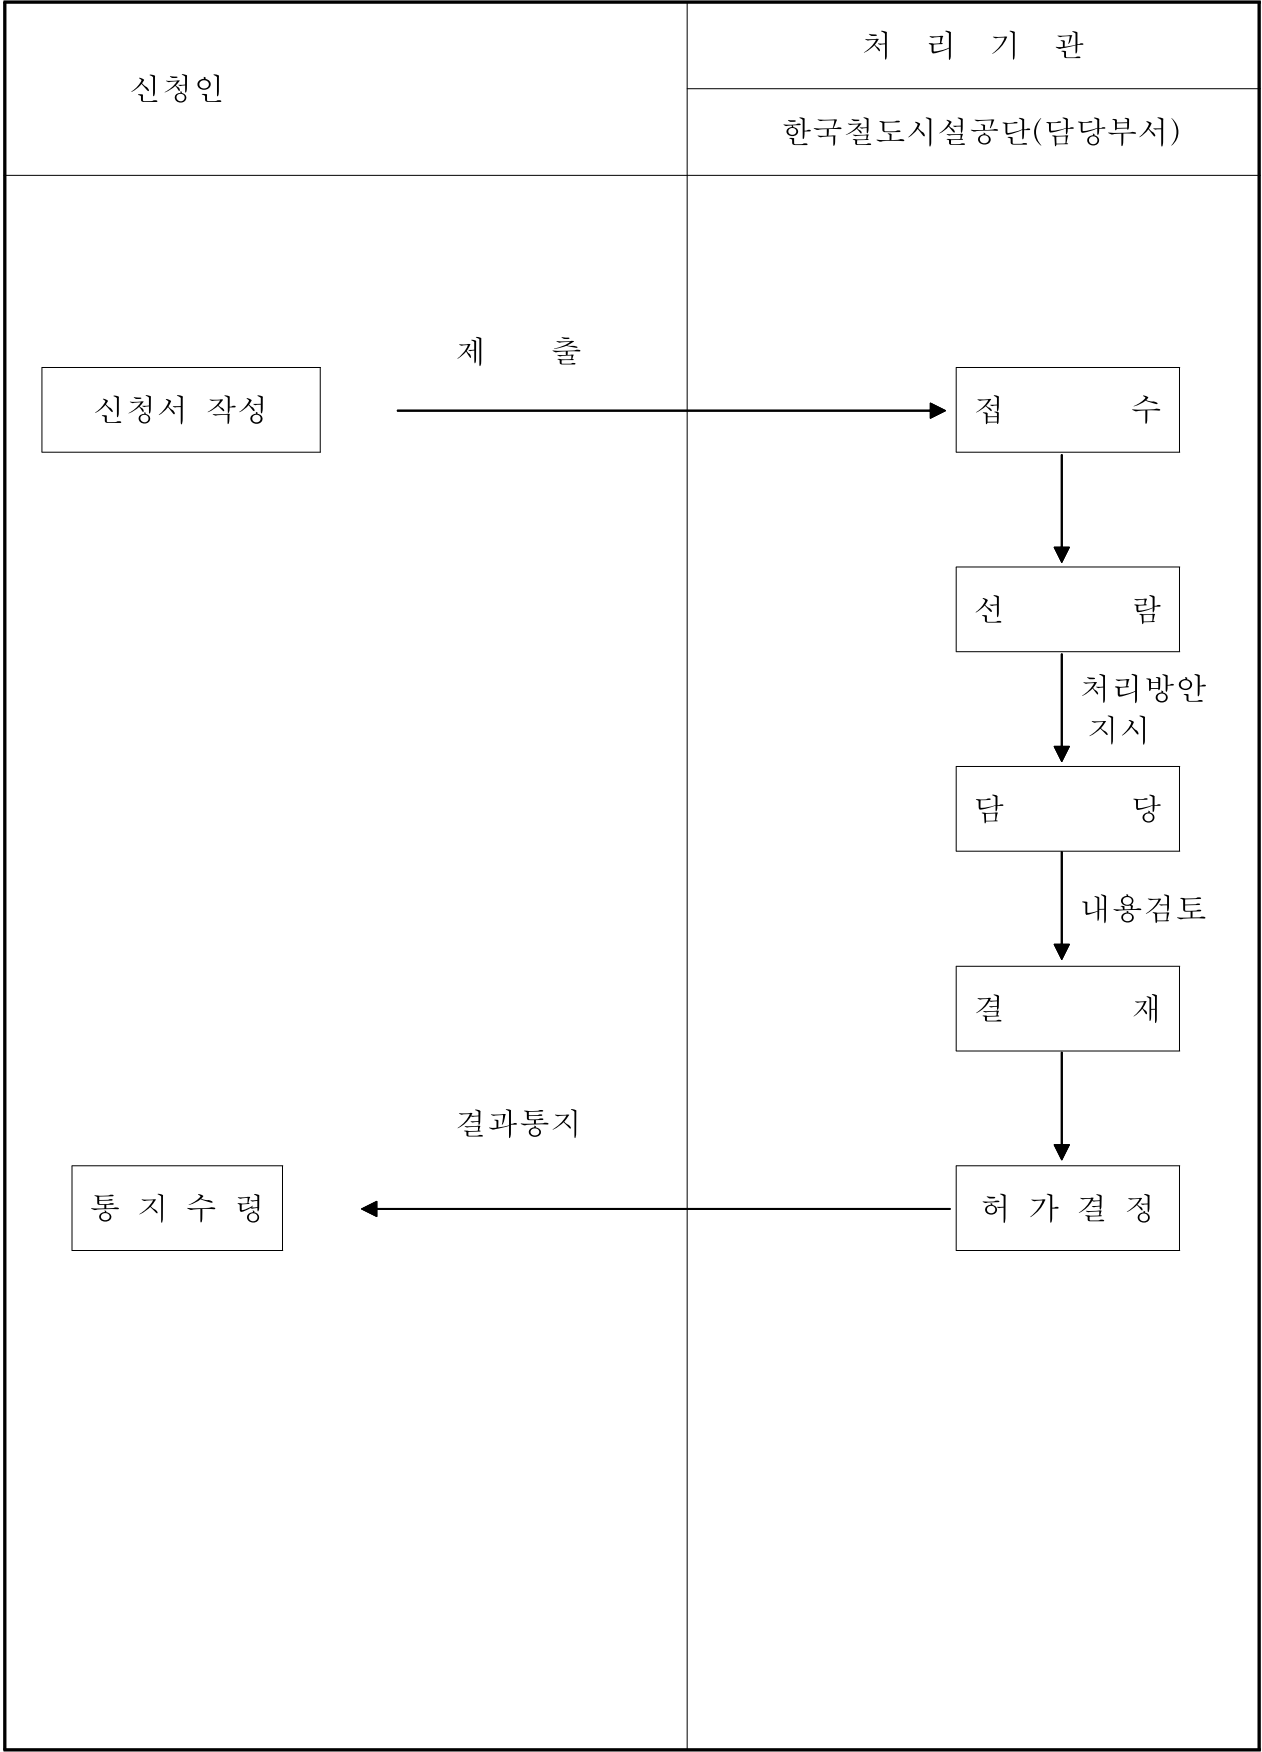 신청인
처 리 기 관
한국철도시설공단(담당부서)
제 출
신청서 작성
접 수
선 람
처리방안
지시
담 당
내용검토
결 재
결과통지
통 지 수 령
허 가 결 정